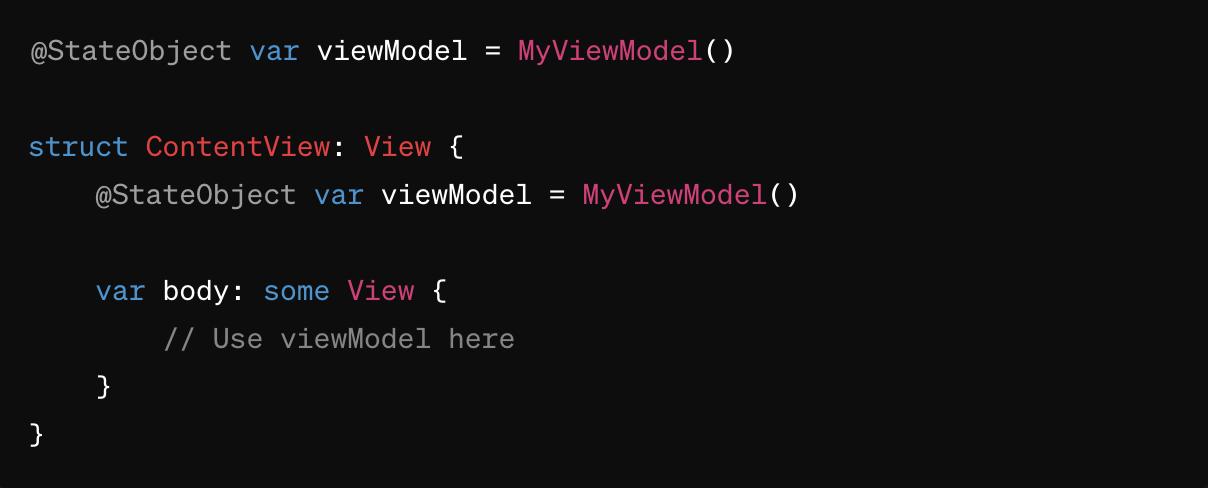 @StateObject var viewModel = MyViewModel()
struct ContentView: View {
    @StateObject var viewModel = MyViewModel()
    var body: some View {
        // Use viewModel here
    }
}